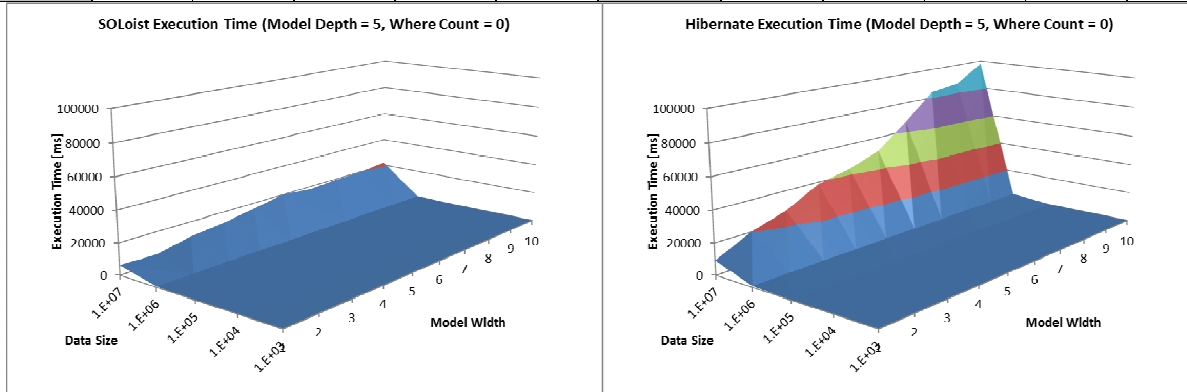 SOLoist Execution Time (Model Depth = 5, Where Count = 0)
Execution Time [ms]
100000
80000
60000
40000
20000
0
1.E+07
1.E+06
1.E+05
1.E+04
1.E+03
Data Size
2
3
4
5
6
7
8
9
10
Model Width
Hibernate Execution Time (Model Depth = 5, Where Count = 0)
Execution Time [ms]
100000
80000
60000
40000
20000
0
1.E+07
1.E+06
1.E+05
1.E+04
1.E+03
Data Size
2
3
4
5
6
7
8
9
10
Model Width